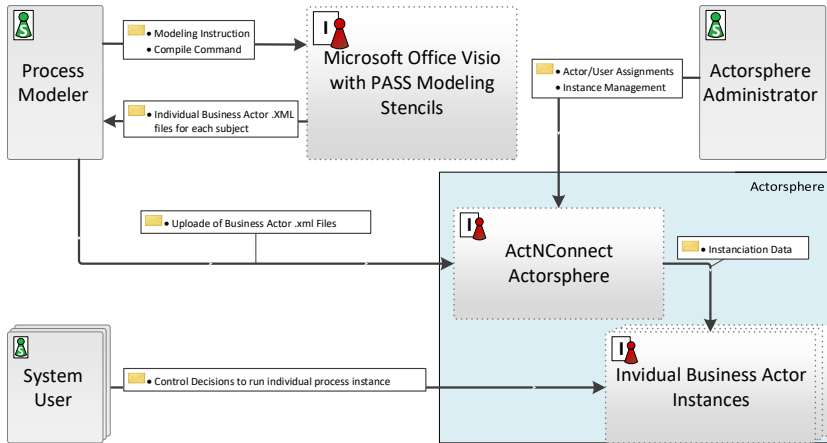 S
Process
Modeler
• Modeling Instruction
• Compile Command
I
Microsoft Office Visio
with PASS Modeling
Stencils
• Individual Business Actor .XML
files for each subject
• Actor/User Assignments
• Instance Management
S
Actorsphere
Administrator
Actorsphere
• Uploade of Business Actor .xml Files
I
ActNConnect
Actorsphere
• Instanciation Data
S
System
User
• Control Decisions to run individual process instance
I
Invidual Business Actor
Instances